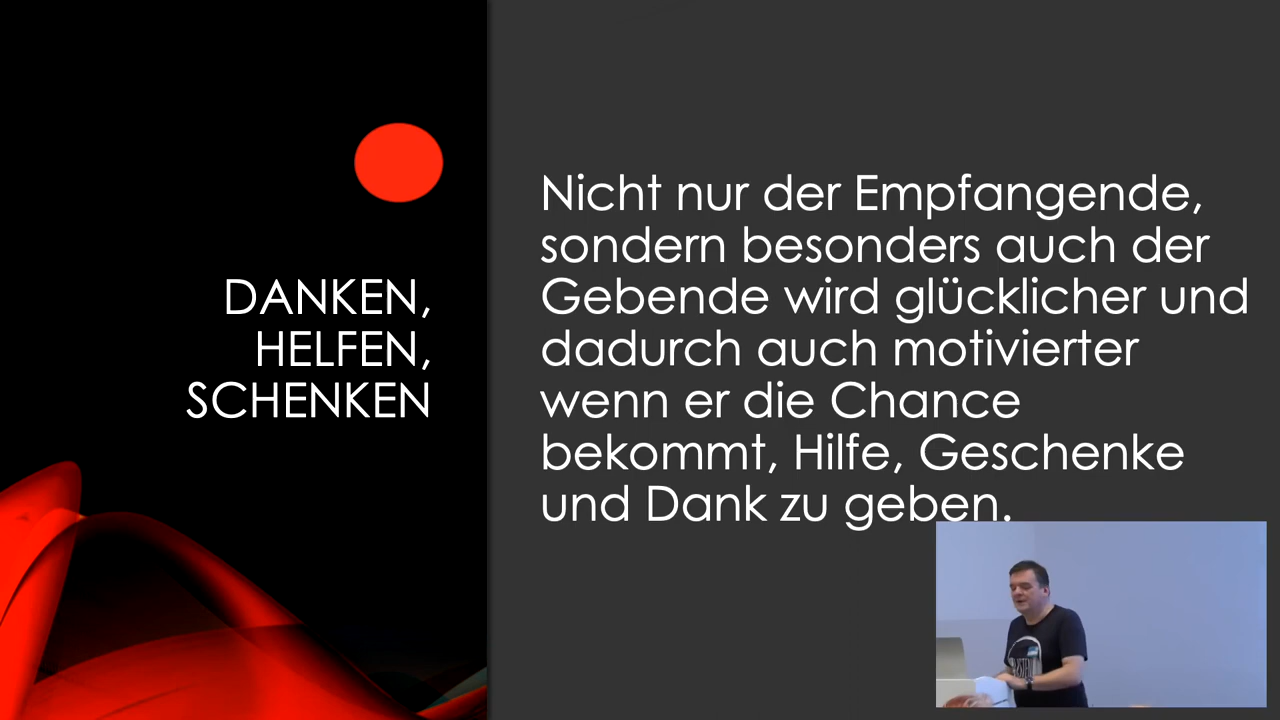 DANKEN,
HELFEN,
SCHENKEN
Nicht nur der Empfangende,
sondern besonders auch der
Gebende wird glücklicher und
dadurch auch motivierter
wenn er die Chance
bekommt, Hilfe, Geschenke
und Dank zu geben.